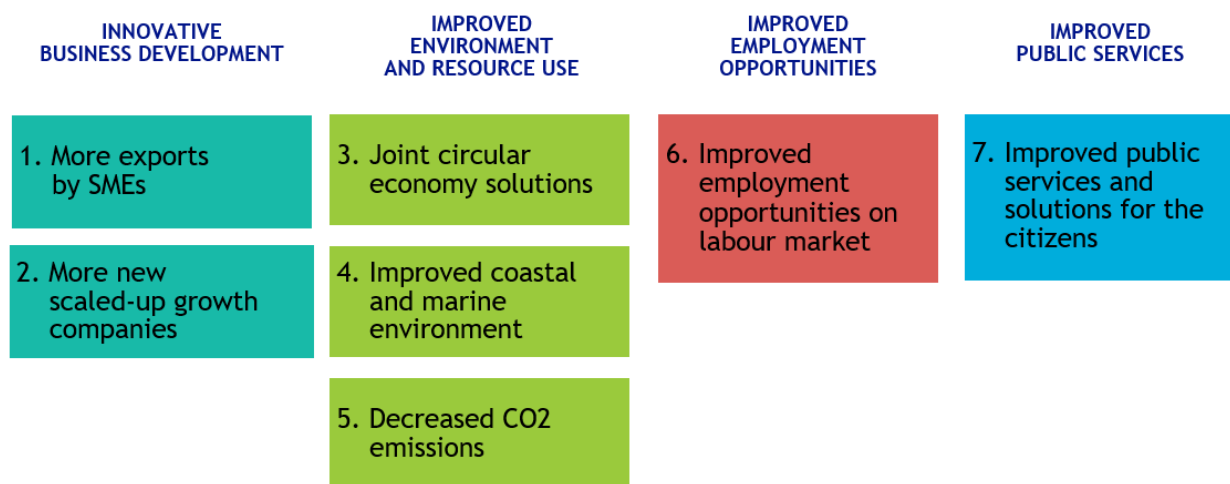 INNOVATIVE
BUSINESS DEVELOPMENT
IMPROVED
ENVIRONMENT
AND RESOURCE USE
IMPROVED
EMPLOYMENT
OPPORTUNITIES
IMPROVED
PUBLIC SERVICES
1. More exports
by SMEs
2. More new
scaled-up growth
companies
3. Joint circular
economy solutions
4. Improved coastal
and marine
environment
5. Decreased CO2
emissions
6. Improved
employment
opportunities on
labour market
7. Improved public
services and
solutions for the
citizens